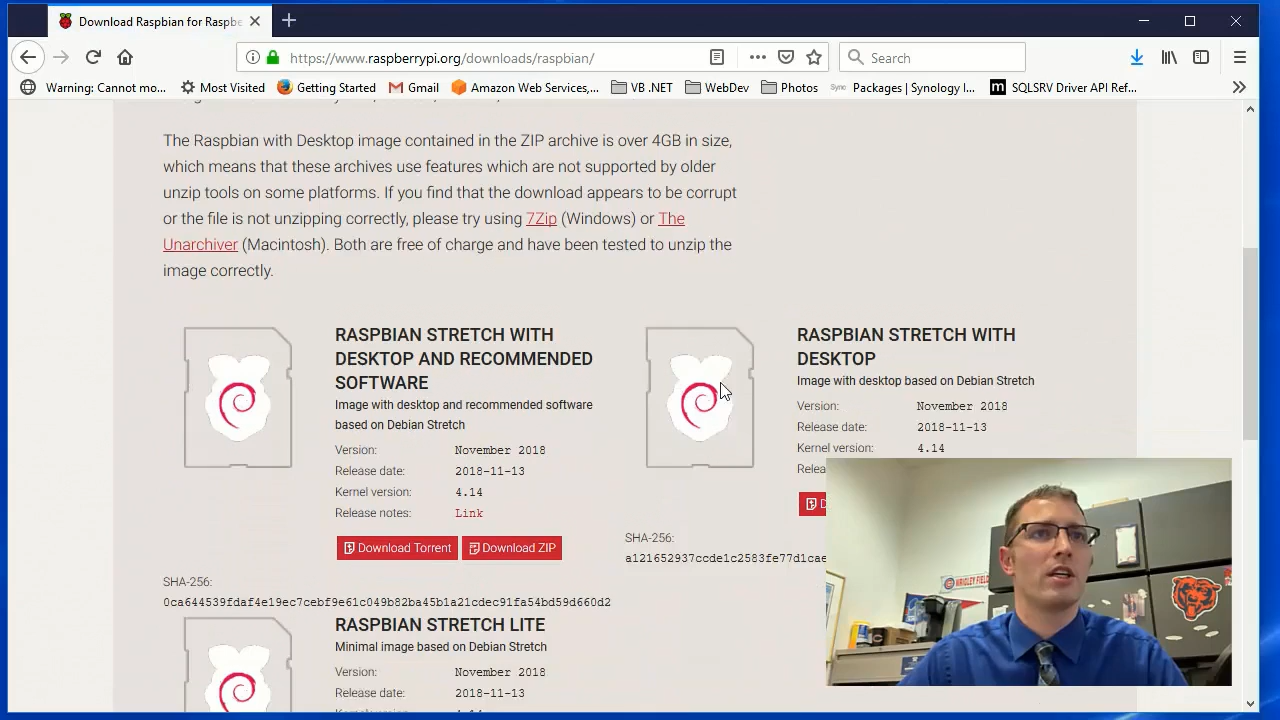 Download Raspbian for Raspbe
https://www.raspberrypi.org/downloads/raspbian/
Search
Warning: Cannot mo...
Most Visited
Getting Started
Gmail
Amazon Web Services,...
VB .NET
WebDev
Photos
Sync
Packages | Synology I...
m
SQLSRV Driver API Ref...
The Raspbian with Desktop image contained in the ZIP archive is over 4GB in size,
which means that these archives use features which are not supported by older
unzip tools on some platforms. If you find that the download appears to be corrupt
or the file is not unzipping correctly, please try using 7Zip (Windows) or The
Unarchiver (Macintosh). Both are free of charge and have been tested to unzip the
image correctly.
RASPBIAN STRETCH WITH
DESKTOP AND RECOMMENDED
SOFTWARE
Image with desktop and recommended software
based on Debian Stretch
Version: November 2018
Release date: 2018-11-13
Kernel version: 4.14
Release notes: Link
Download Torrent Download ZIP
SHA-256:
0ca644539fdaf4e19ec7cebf9e61c049b82ba45b1a21cdec91fa54bd59d660d2
RASPBIAN STRETCH WITH
DESKTOP
Image with desktop based on Debian Stretch
Version: November 2018
Release date: 2018-11-13
Kernel version: 4.14
Relea
D
SHA-256:
a121652937ccde1c2583fe77d1cae
WRIGLEY FIELD
RASPBIAN STRETCH LITE
Minimal image based on Debian Stretch
Version: November 2018
Release date: 2018-11-13